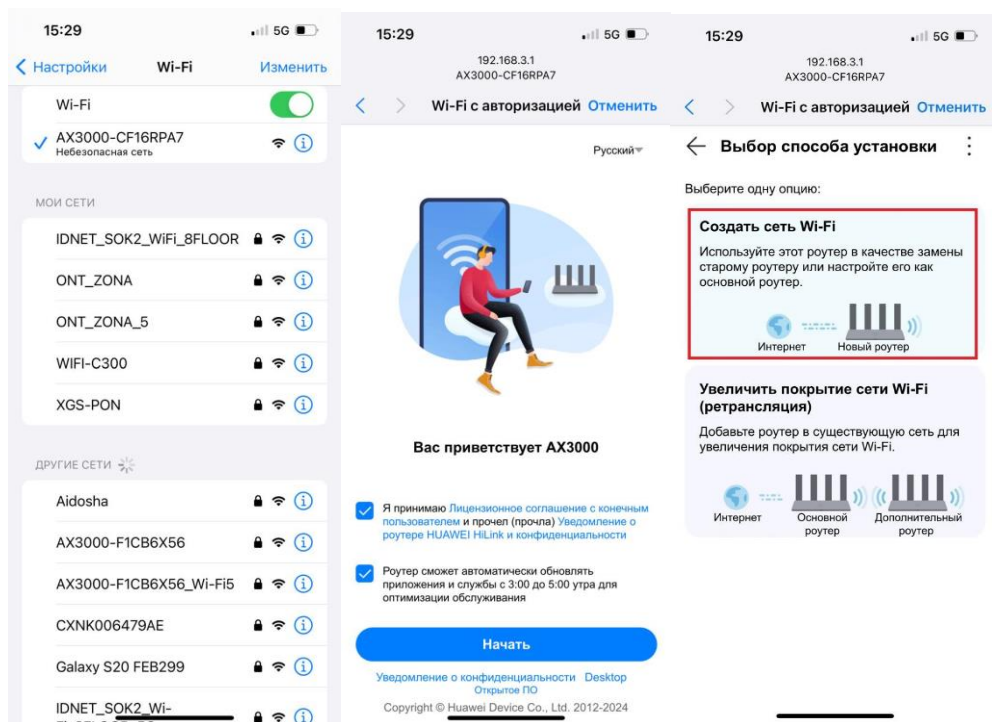 15:29
5G
Настройки
Wi-Fi
Изменить
Wi-Fi
AX3000-CF16RPA7
Небезопасная сеть
МОИ СЕТИ
IDNET_SOK2_WiFi_8FLOOR
ONT_ZONA
ONT_ZONA_5
WIFI-C300
XGS-PON
ДРУГИЕ СЕТИ
Aidosha
AX3000-F1CB6X56
AX3000-F1CB6X56_Wi-Fi5
CXNK006479AE
Galaxy S20 FEB299
IDNET_SOK2_Wi-
15:29
5G
192.168.3.1
AX3000-CF16RPA7
Wi-Fi с авторизацией Отменить
Русский
Вас приветствует AX3000
Я принимаю Лицензионное соглашение с конечным
пользователем и прочел (прочла) Уведомление о
роутере HUAWEI HiLink и конфиденциальности
Роутер сможет автоматически обновлять
приложения и службы с 3:00 до 5:00 утра для
оптимизации обслуживания
Начать
Уведомление о конфиденциальности Desktop
Открытое ПО
Copyright © Huawei Device Co., Ltd. 2012-2024
15:29
5G
192.168.3.1
AX3000-CF16RPA7
Wi-Fi с авторизацией Отменить
Выбор способа установки
Выберите одну опцию:
Создать сеть Wi-Fi
Используйте этот роутер в качестве замены
старому роутеру или настройте его как
основной роутер.
Интернет
Новый роутер
Увеличить покрытие сети Wi-Fi
(ретрансляция)
Добавьте роутер в существующую сеть для
увеличения покрытия сети Wi-Fi.
Интернет
Основной
роутер
Дополнительный
роутер